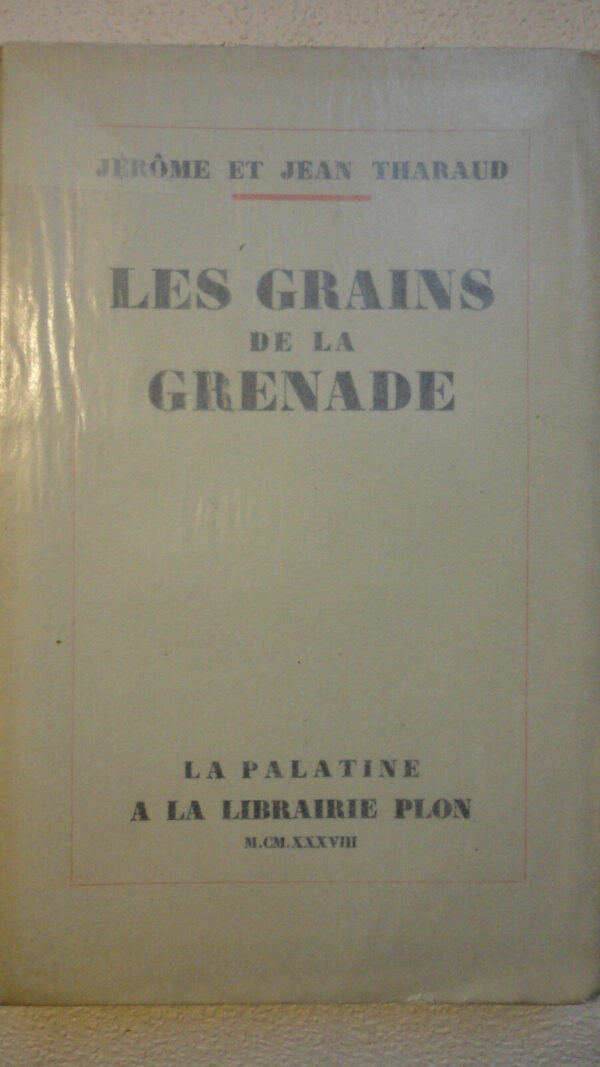 JÉRÔME ET JEAN THARAUD
LES GRAINS
DE LA
GRENADE
LA PALATINE
A LA LIBRAIRIE PLON
M.CM.XXXVIII